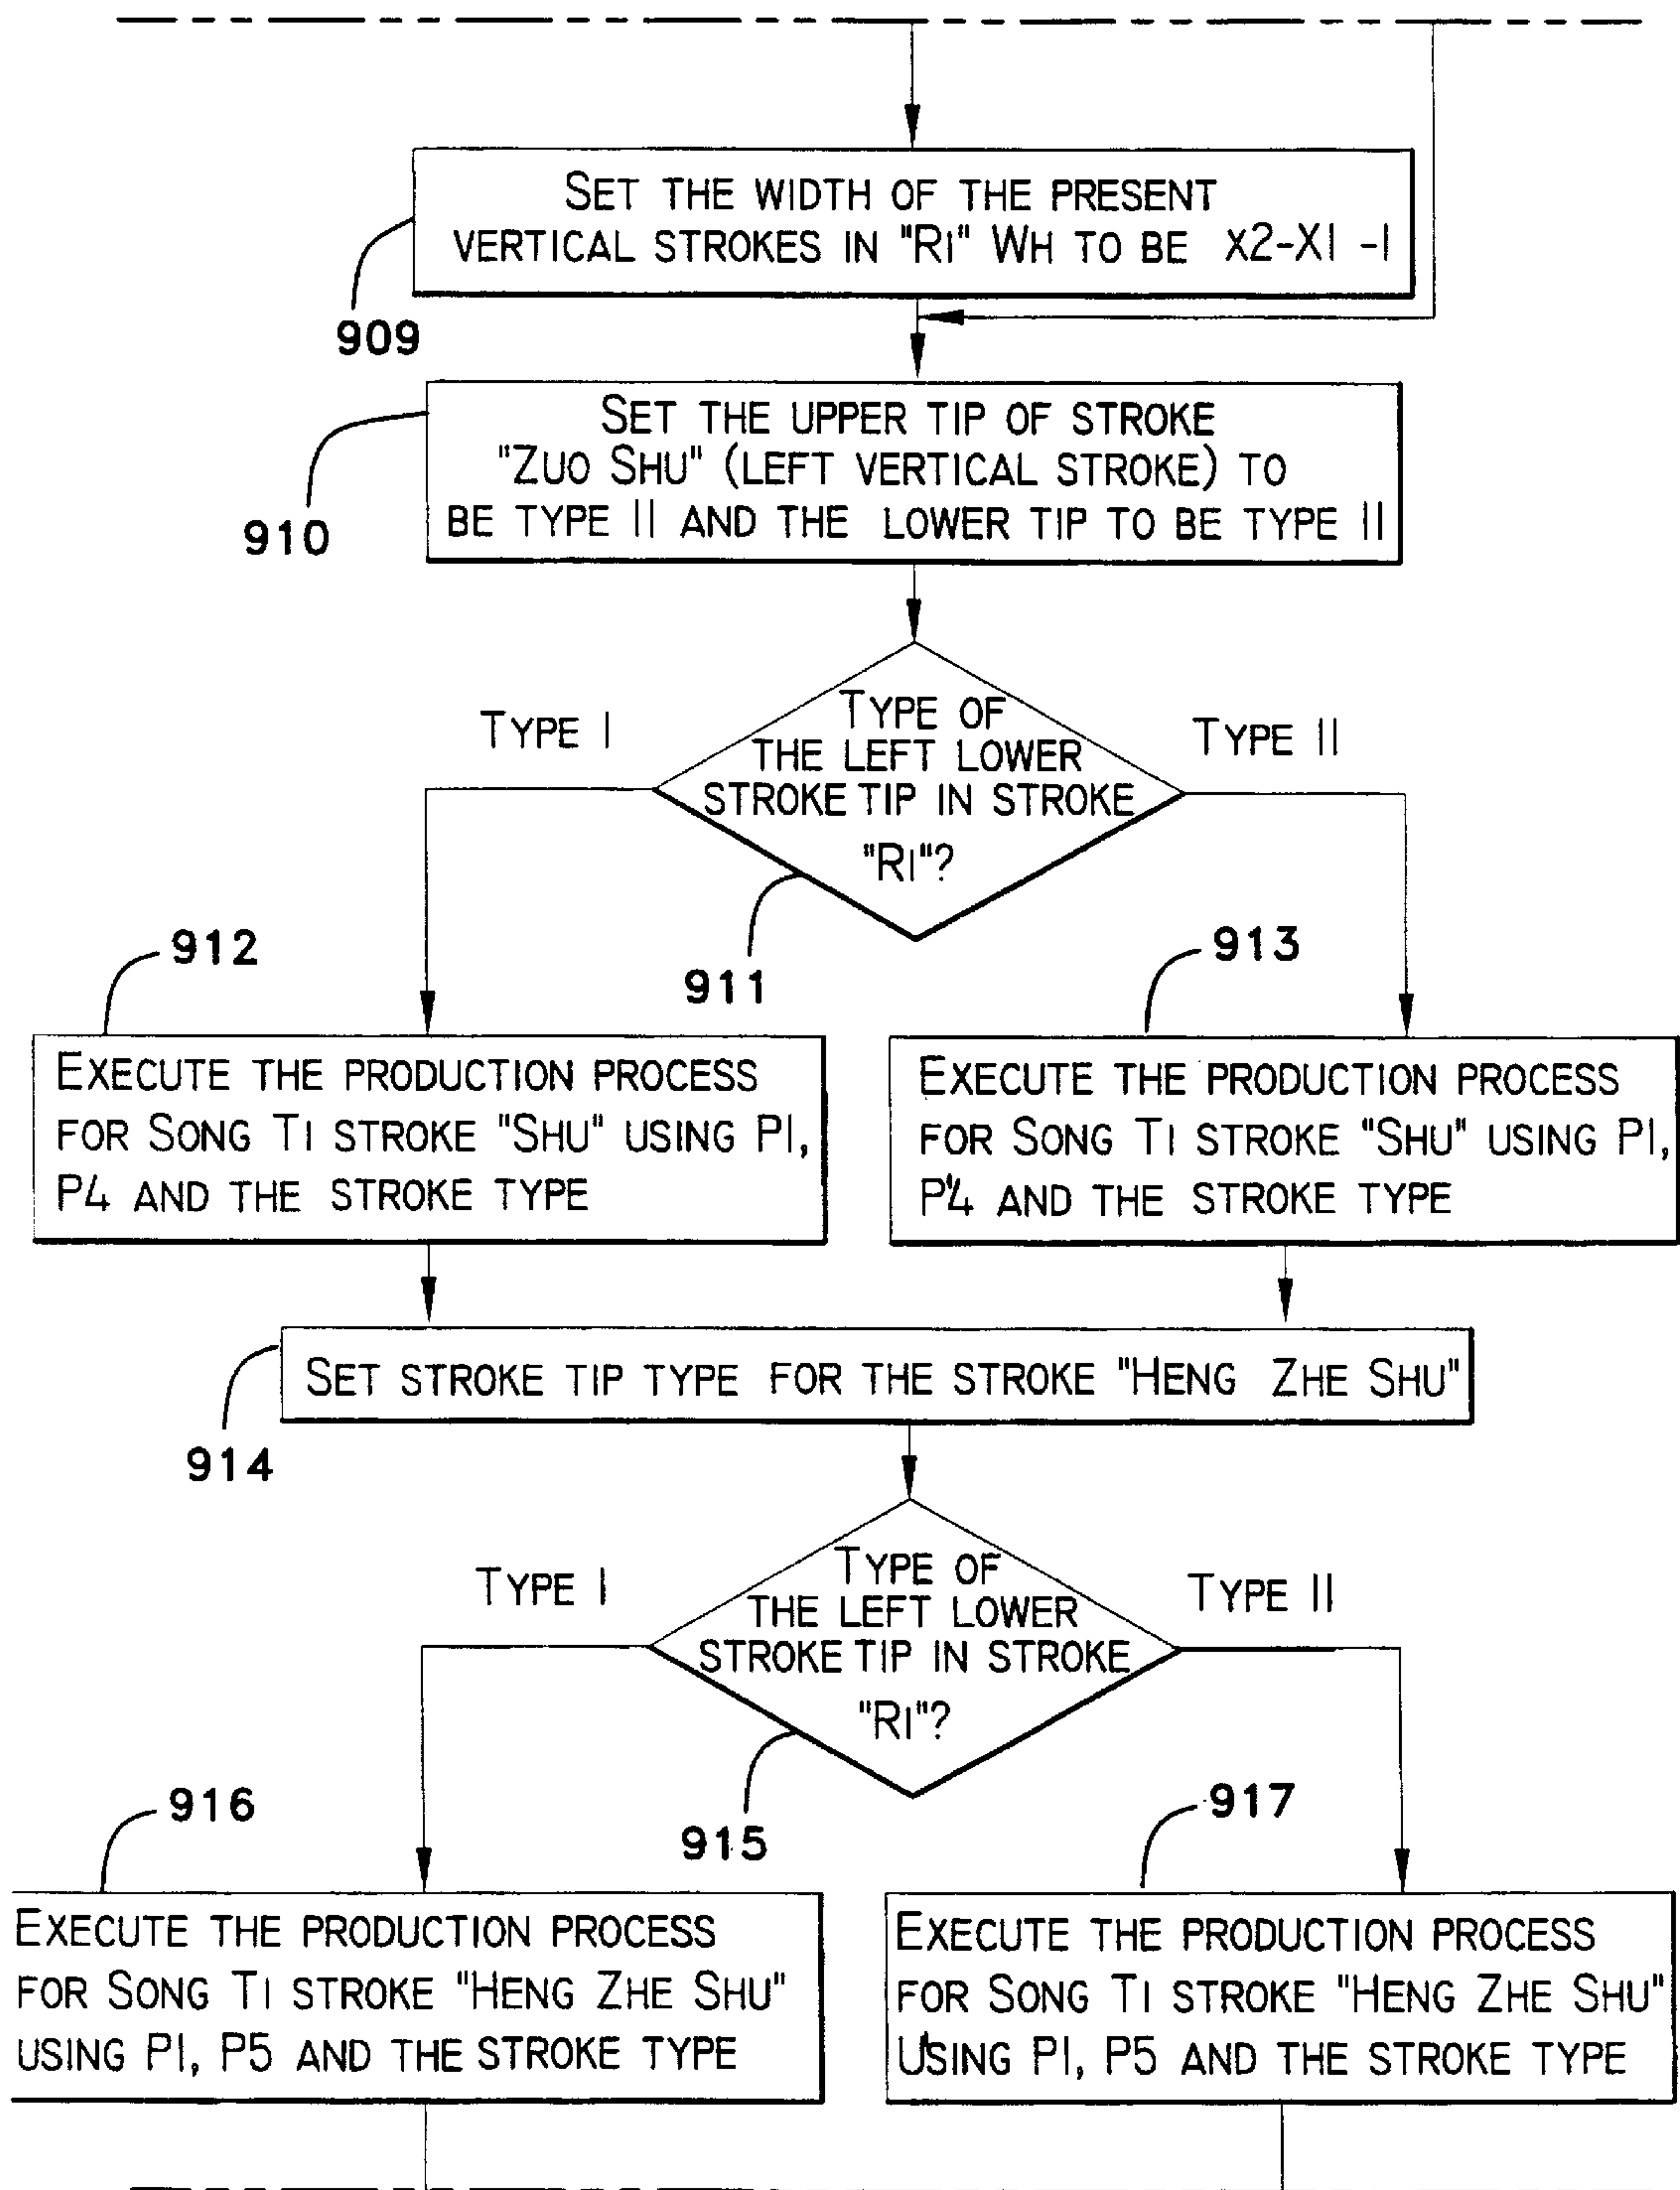 SET THE WIDTH OF THE PRESENT
VERTICAL STROKES IN "RI" WH TO BE X2-X1 -1
909
SET THE UPPER TIP OF STROKE
"ZUO SHU" (LEFT VERTICAL STROKE) TO
BE TYPE II AND THE LOWER TIP TO BE TYPE II
910
TYPE I
TYPE OF
THE LEFT LOWER
STROKE TIP IN STROKE
"RI"?
TYPE II
911
912
913
EXECUTE THE PRODUCTION PROCESS
FOR SONG TI STROKE "SHU" USING P1,
P4 AND THE STROKE TYPE
EXECUTE THE PRODUCTION PROCESS
FOR SONG TI STROKE "SHU" USING P1,
P'4 AND THE STROKE TYPE
SET STROKE TIP TYPE FOR THE STROKE "HENG ZHE SHU"
914
TYPE I
TYPE OF
THE LEFT LOWER
STROKE TIP IN STROKE
"RI"?
TYPE II
915
916
917
EXECUTE THE PRODUCTION PROCESS
FOR SONG TI STROKE "HENG ZHE SHU"
USING P1, P5 AND THE STROKE TYPE
EXECUTE THE PRODUCTION PROCESS
FOR SONG TI STROKE "HENG ZHE SHU"
USING P1, P5 AND THE STROKE TYPE